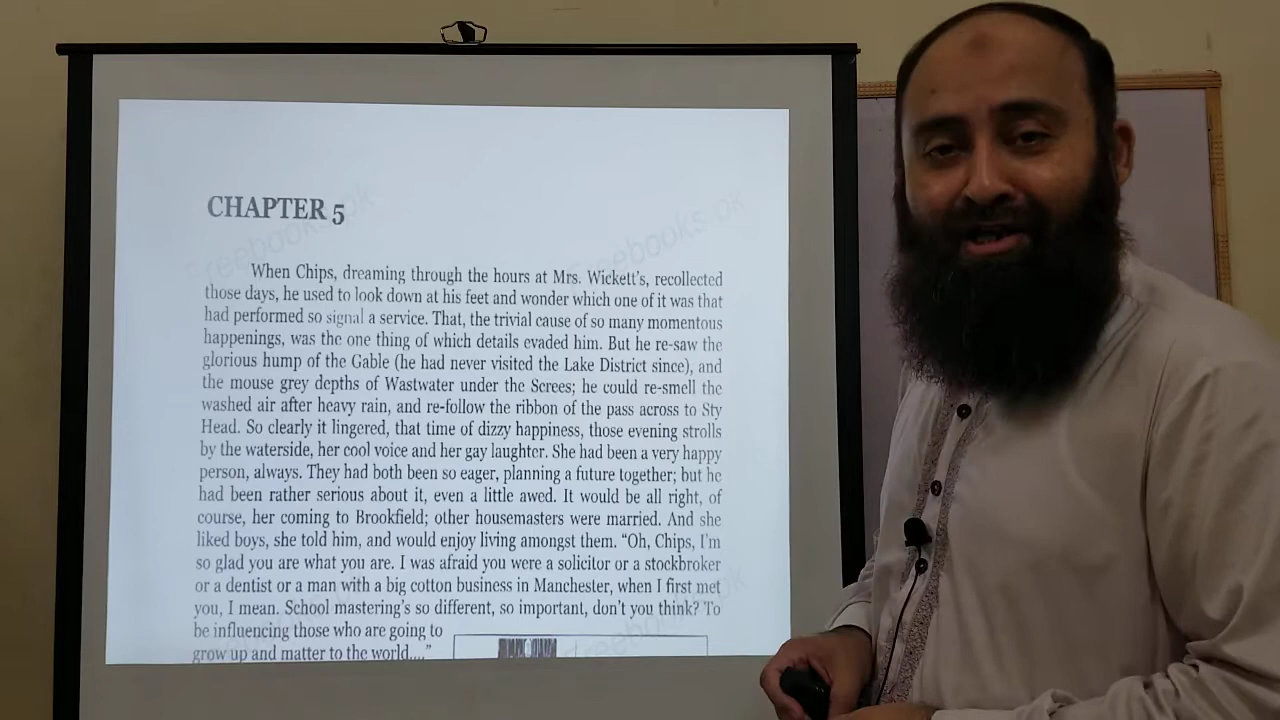 CHAPTER 5
When Chips, dreaming through the hours at Mrs. Wickett's, recollected
those days, he used to look down at his feet and wonder which one of it was that
had performed so signal a service. That, the trivial cause of so many momentous
happenings, was the one thing of which details evaded him. But he re-saw the
glorious hump of the Gable (he had never visited the Lake District since), and
the mouse grey depths of Wastwater under the Screes; he could re-smell the
washed air after heavy rain, and re-follow the ribbon of the pass across to Sty
Head. So clearly it lingered, that time of dizzy happiness, those evening strolls
by the waterside, her cool voice and her gay laughter. She had been a very happy
person, always. They had both been so eager, planning a future together; but he
had been rather serious about it, even a little awed. It would be all right, of
course, her coming to Brookfield; other housemasters were married. And she
liked boys, she told him, and would enjoy living amongst them. “Oh, Chips, I'm
so glad you are what you are. I was afraid you were a solicitor or a stockbroker
or a dentist or a man with a big cotton business in Manchester, when I first met
you, I mean. School mastering's so different, so important, don't you think? To
be influencing those who are going to
grow up and matter to the world....”